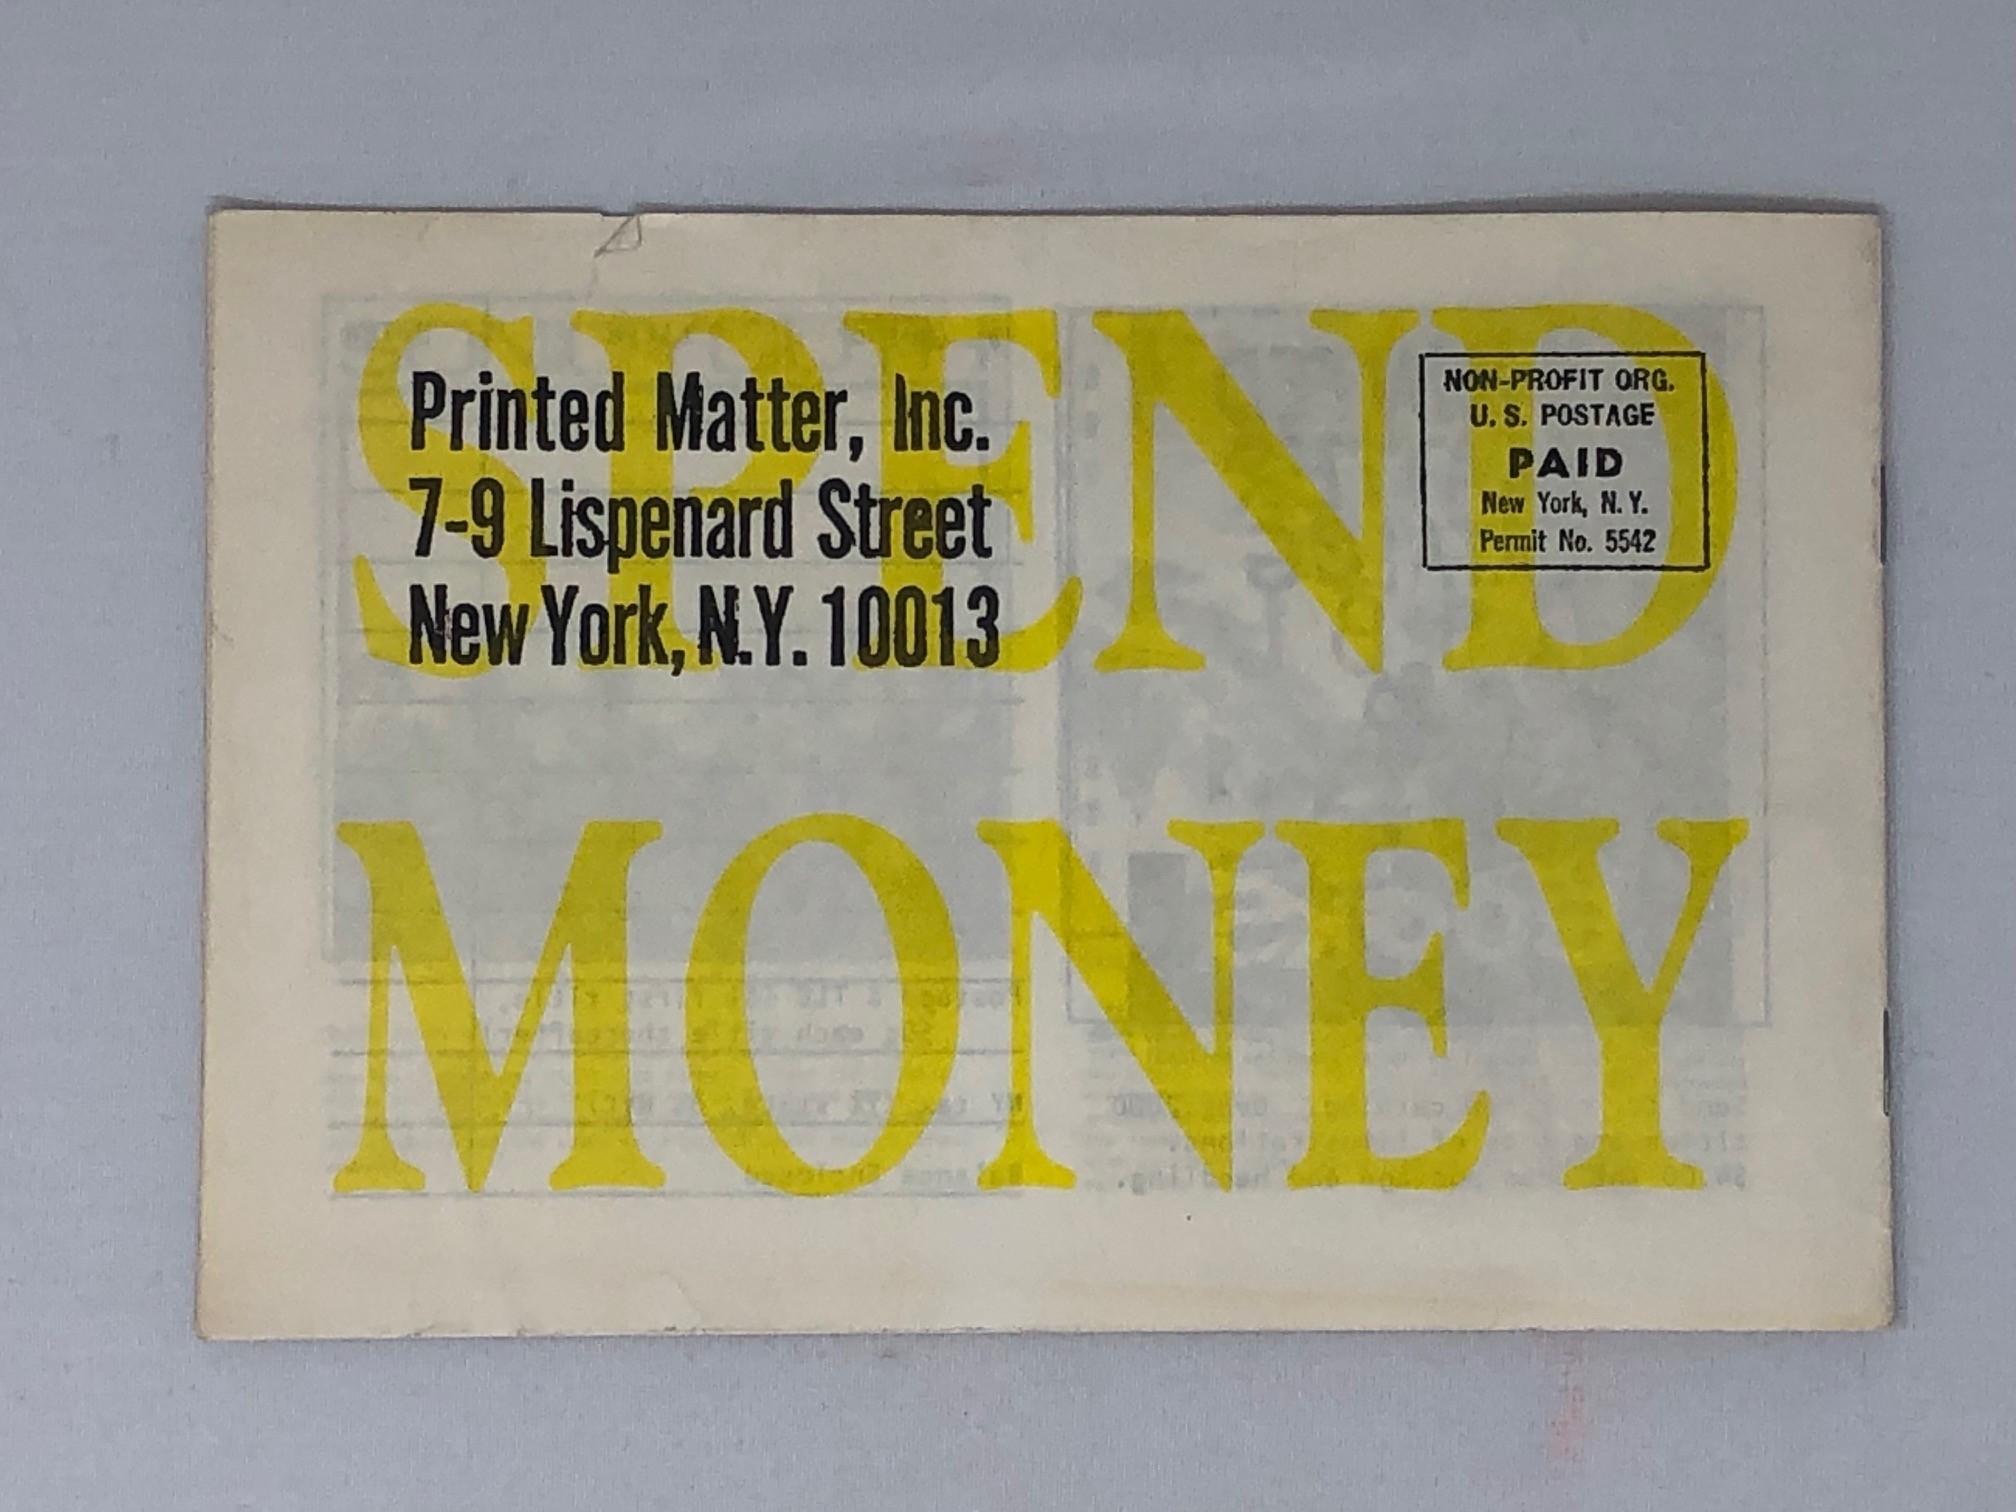 SPEND
Printed Matter, Inc.
7-9 Lispenard Street
New York, N.Y. 10013
NON-PROFIT ORG.
U. S. POSTAGE
PAID
New York, N. Y.
Permit No. 5542
MONEY